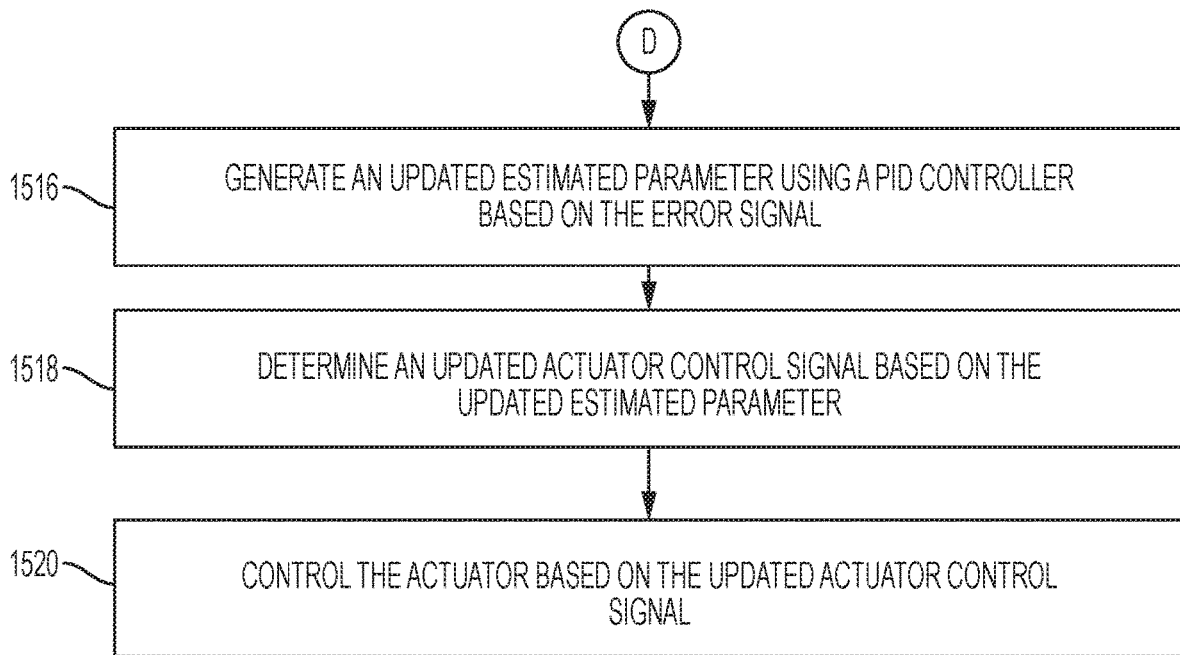 D
1516
GENERATE AN UPDATED ESTIMATED PARAMETER USING A PID CONTROLLER
BASED ON THE ERROR SIGNAL
1518
DETERMINE AN UPDATED ACTUATOR CONTROL SIGNAL BASED ON THE
UPDATED ESTIMATED PARAMETER
1520
CONTROL THE ACTUATOR BASED ON THE UPDATED ACTUATOR CONTROL
SIGNAL